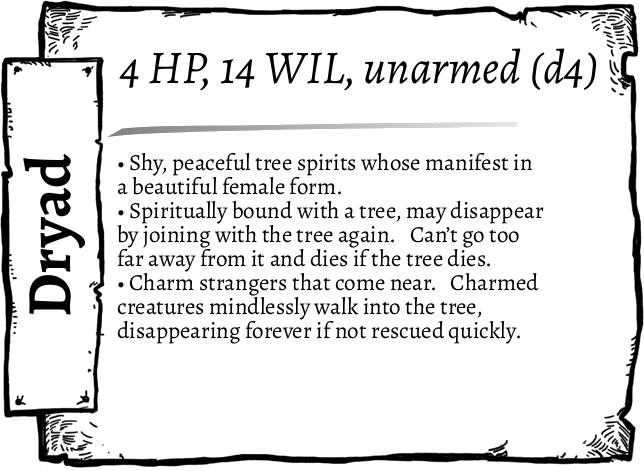 Dryad
4 HP, 14 WIL, unarmed (d4)
• Shy, peaceful tree spirits whose manifest in
a beautiful female form.
• Spiritually bound with a tree, may disappear
by joining with the tree again. Can't go too
far away from it and dies if the tree dies.
• Charm strangers that come near. Charmed
creatures mindlessly walk into the tree,
disappearing forever if not rescued quickly.